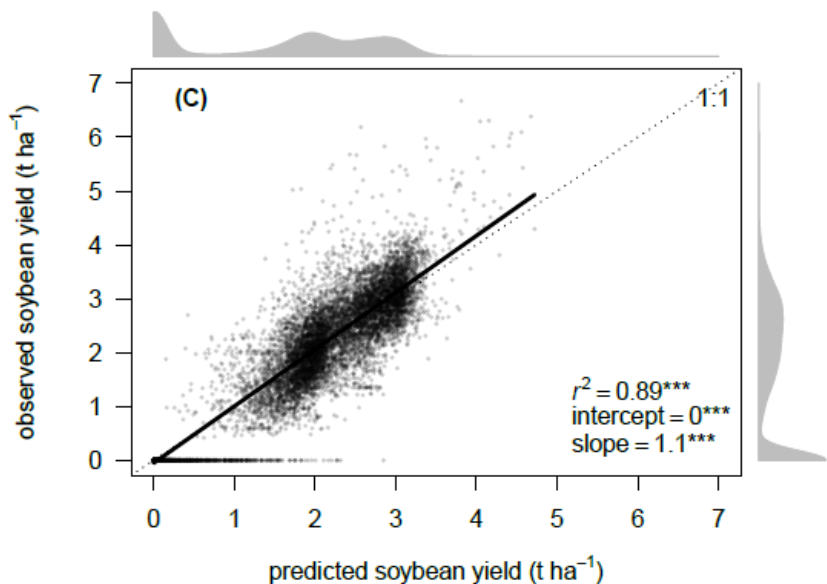 (C)
1:1
7
6
5
4
3
2
1
0
observed soybean yield (t ha⁻¹)
r² = 0.89***
intercept = 0***
slope = 1.1***
0 1 2 3 4 5 6 7
predicted soybean yield (t ha⁻¹)